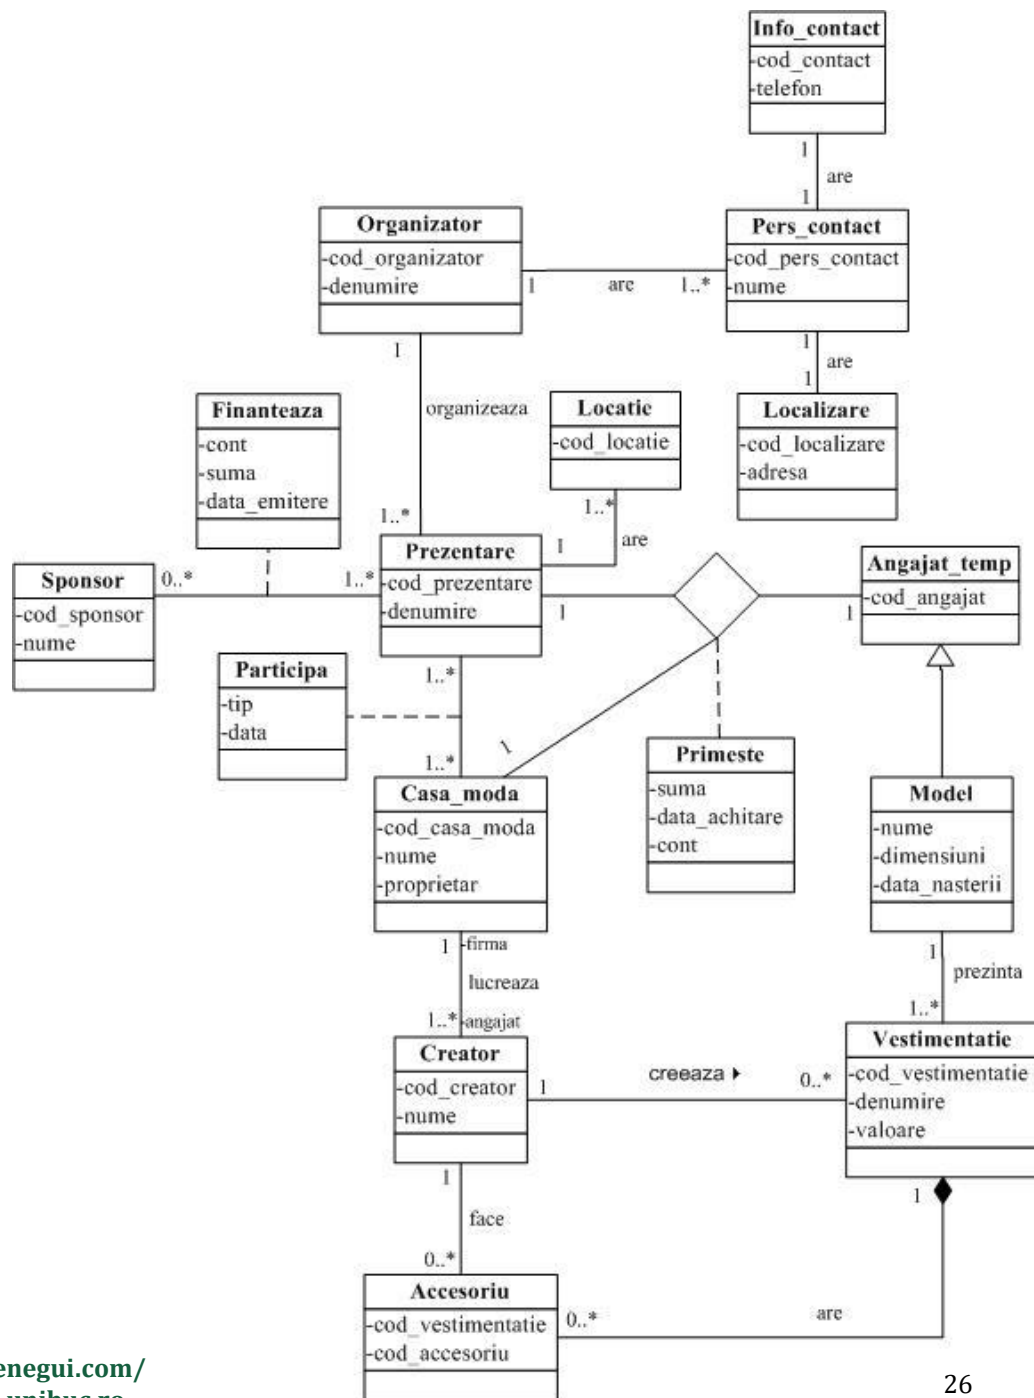 Info_contact
-cod_contact
-telefon
1
are
1
Organizator
-cod_organizator
-denumire
Pers_contact
-cod_pers_contact
-nume
1
are
1..*
1
1
are
1
Finanteaza
-cont
-suma
-data_emitere
organizeaza
Locatie
-cod_locatie
Localizare
-cod_localizare
-adresa
1..*
1..*
1
are
Sponsor
-cod_sponsor
-nume
0..*
1..*
Prezentare
-cod_prezentare
-denumire
1
1
Angajat_temp
-cod_angajat
Participa
-tip
-data
1..*
1..*
1
Casa_moda
-cod_casa_moda
-nume
-proprietar
Primeste
-suma
-data_achitare
-cont
Model
-nume
-dimensiuni
-data_nasterii
1
-firma
lucreaza
1..*
-angajat
1
prezinta
1..*
Creator
-cod_creator
-nume
1
creeaza
0..*
Vestimentatie
-cod_vestimentatie
-denumire
-valoare
1
face
0..*
1
Accesoriu
-cod_vestimentatie
-cod_accesoriu
0..*
are
enegui.com/
26